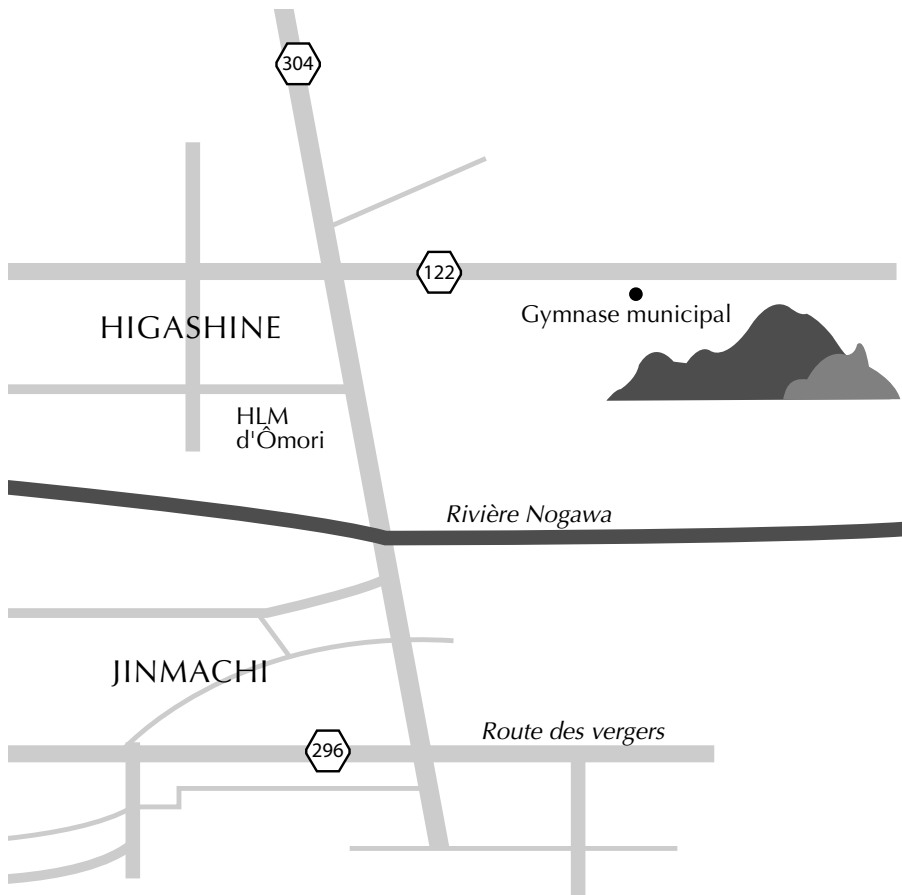 304
122
Gymnase municipal
HIGASHINE
HLM
d'Ômori
Rivière Nogawa
JINMACHI
Route des vergers
296